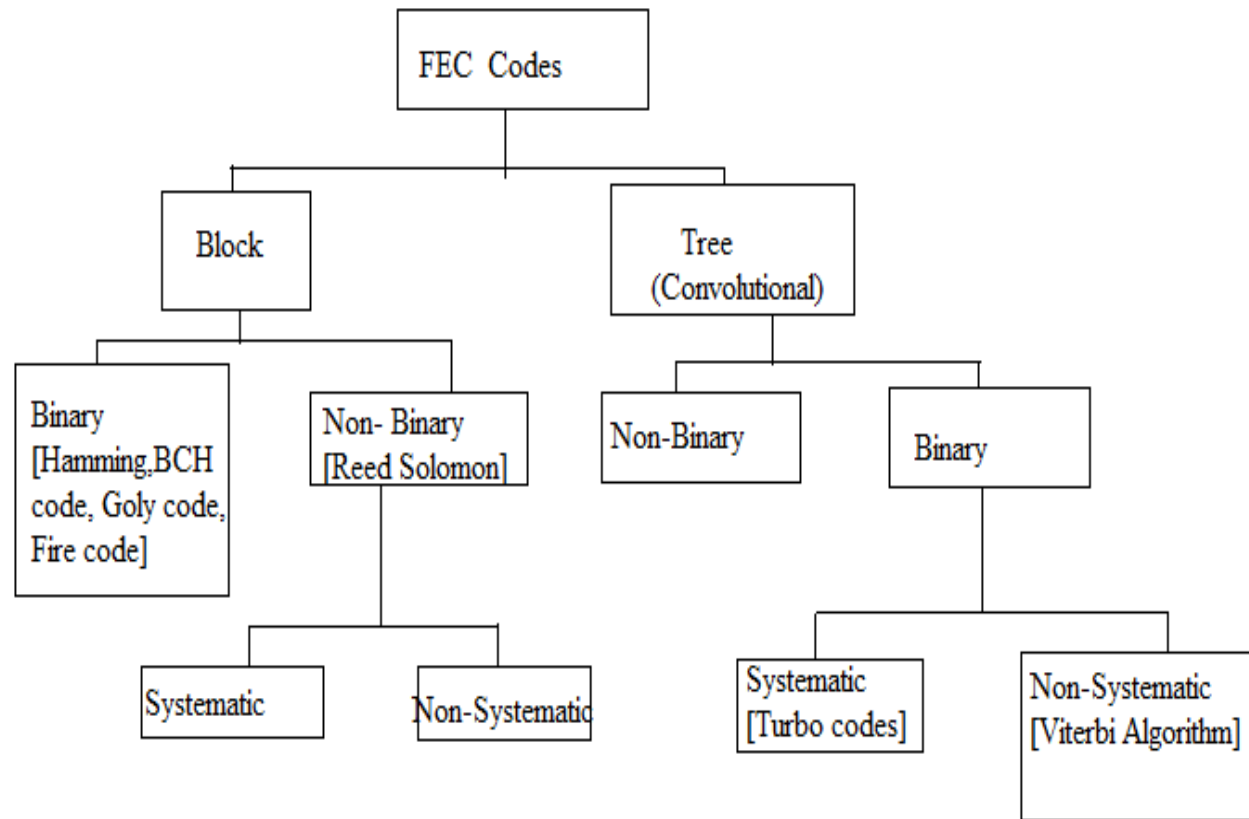 FEC Codes
Block
Tree
(Convolutional)
Binary
[Hamming,BCH
code, Goly code,
Fire code]
Non- Binary
[Reed Solomon]
Non-Binary
Binary
Systematic
Non-Systematic
Systematic
[Turbo codes]
Non-Systematic
[Viterbi Algorithm]